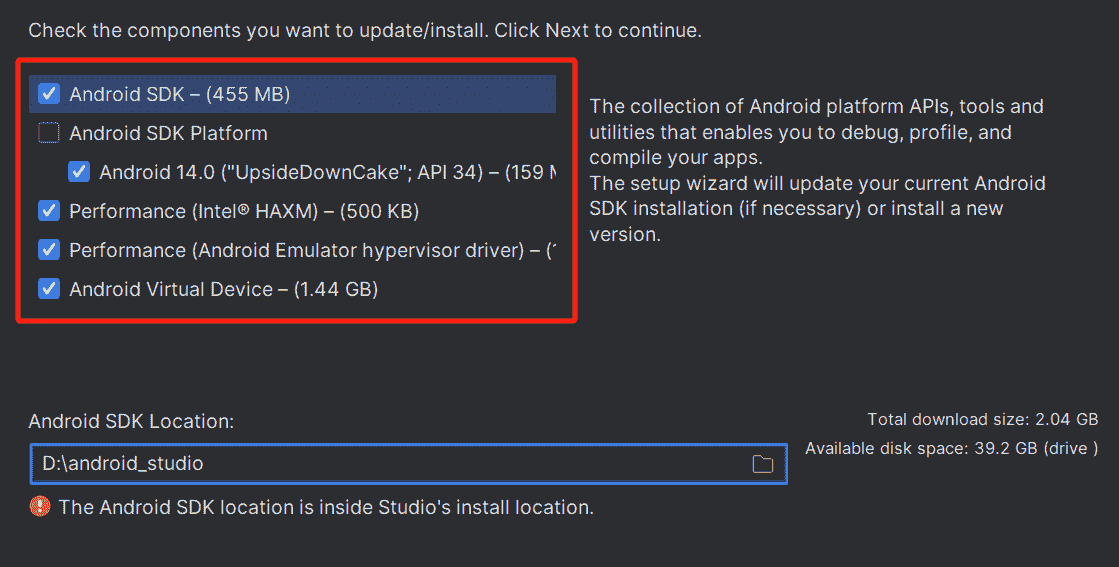 Check the components you want to update/install. Click Next to continue.
Android SDK – (455 MB)
Android SDK Platform
Android 14.0 ("UpsideDownCake"; API 34) – (159 M
Performance (Intel® HAXM) – (500 KB)
Performance (Android Emulator hypervisor driver) – (1
Android Virtual Device – (1.44 GB)
The collection of Android platform APIs, tools and
utilities that enables you to debug, profile, and
compile your apps.
The setup wizard will update your current Android
SDK installation (if necessary) or install a new
version.
Android SDK Location:
Total download size: 2.04 GB
D:\android_studio
Available disk space: 39.2 GB (drive )
The Android SDK location is inside Studio's install location.